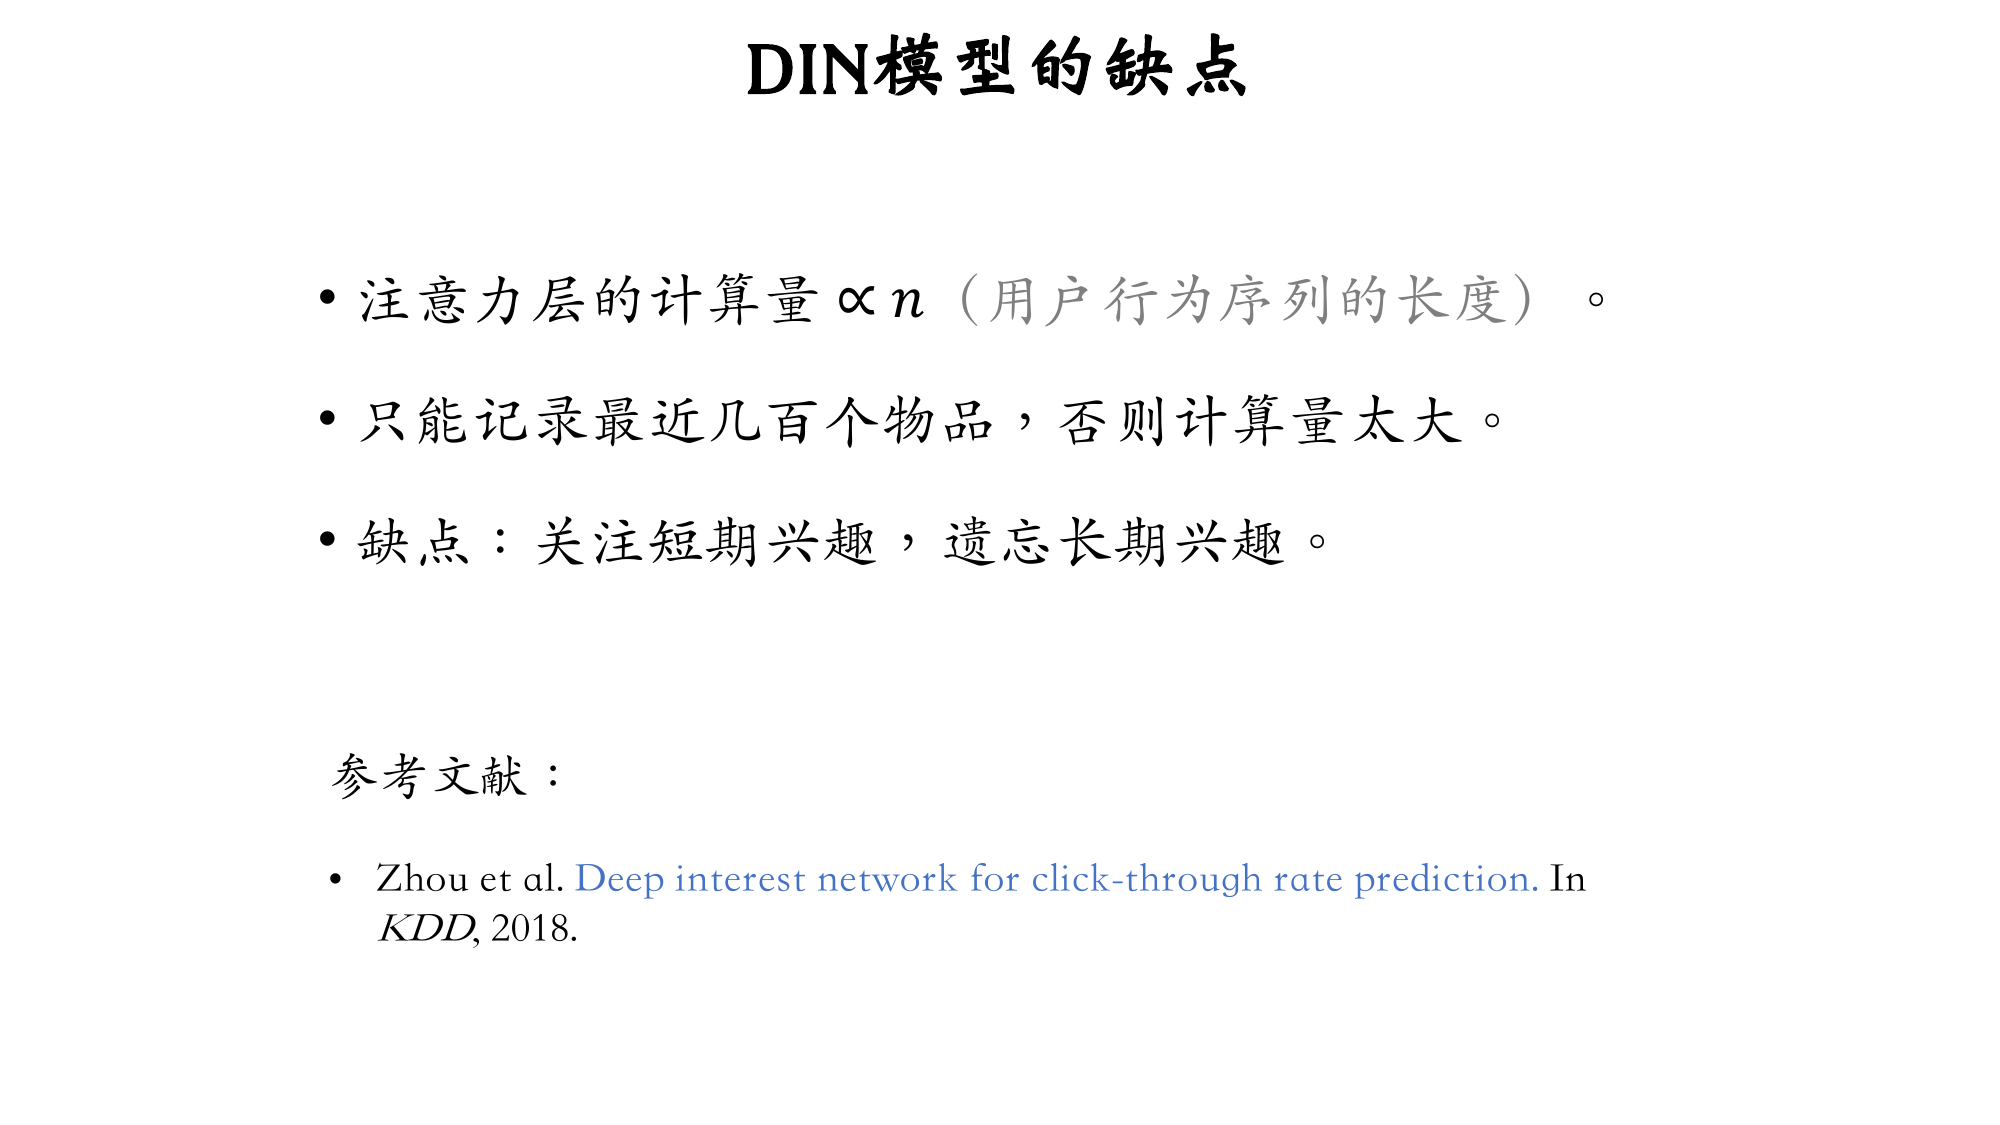 DIN模型的缺点
• 注意力层的计算量 ∝ n（用户行为序列的长度）。
• 只能记录最近几百个物品，否则计算量太大。
• 缺点：关注短期兴趣，遗忘长期兴趣。
参考文献：
• Zhou et al. Deep interest network for click-through rate prediction. In
KDD, 2018.